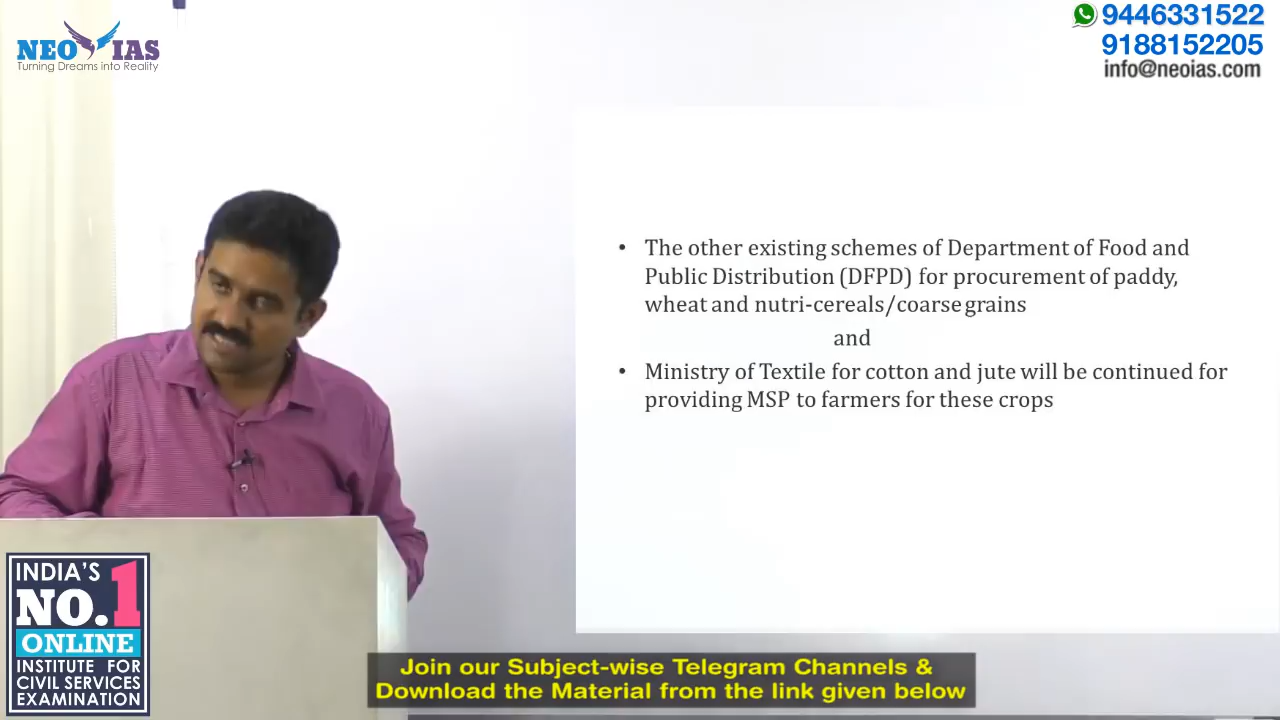 NEO IAS
Turning Dreams into Reality
9446331522
9188152205
info@neoias.com
• The other existing schemes of Department of Food and
Public Distribution (DFPD) for procurement of paddy,
wheat and nutri-cereals/coarse grains
and
• Ministry of Textile for cotton and jute will be continued for
providing MSP to farmers for these crops
INDIA'S
NO.1
ONLINE
INSTITUTE FOR
CIVIL SERVICES
EXAMINATION
Join our Subject-wise Telegram Channels &
Download the Material from the link given below